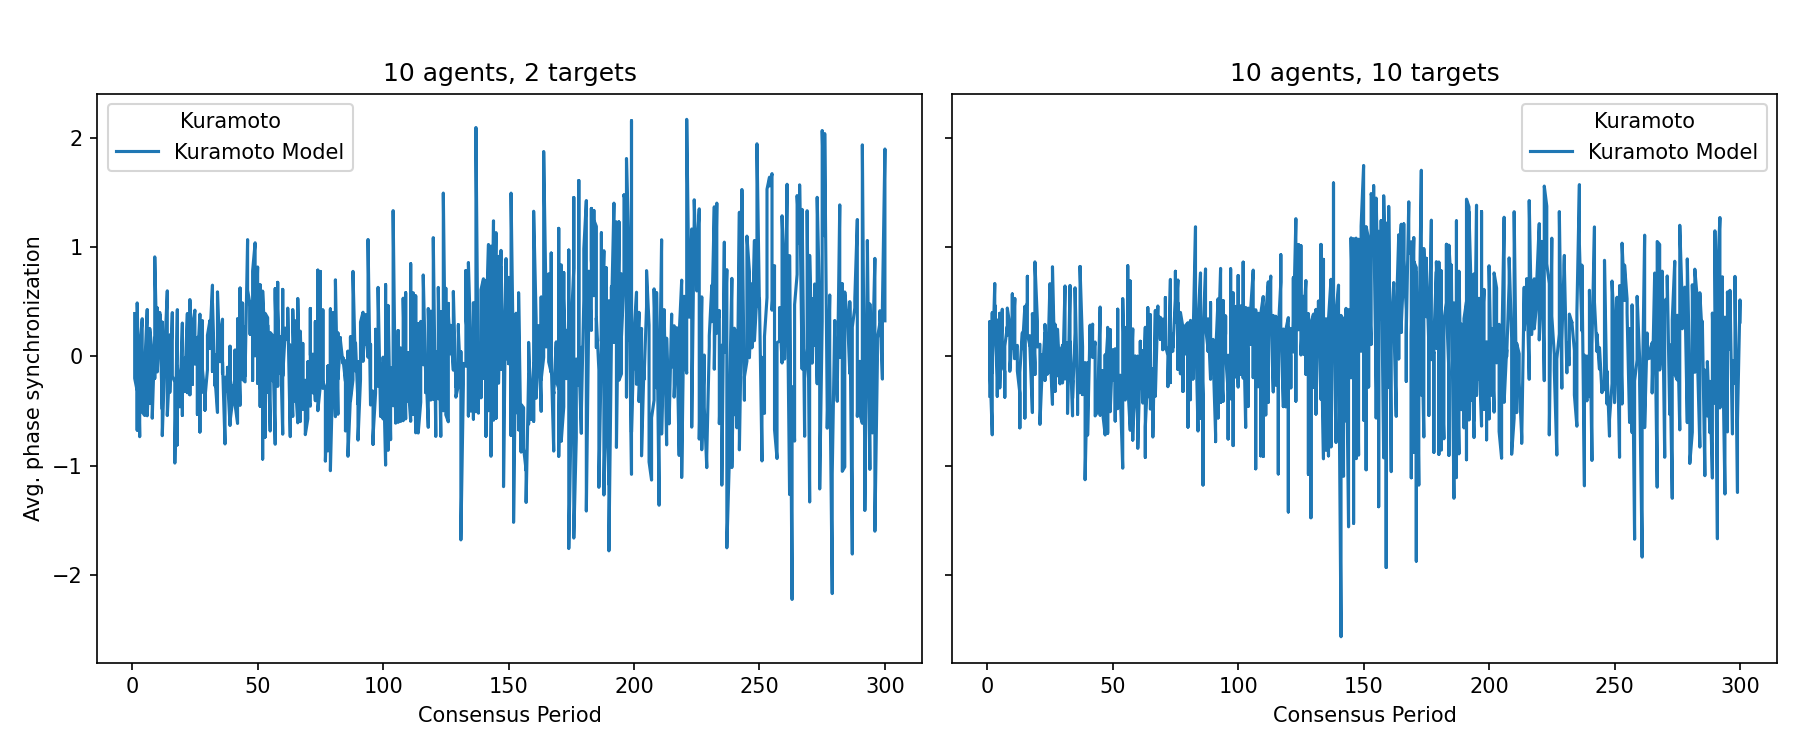 10 agents, 2 targets
Kuramoto
Kuramoto Model
Avg. phase synchronization
2
1
0
−1
−2
0 50 100 150 200 250 300
Consensus Period
10 agents, 10 targets
Kuramoto
Kuramoto Model
0 50 100 150 200 250 300
Consensus Period